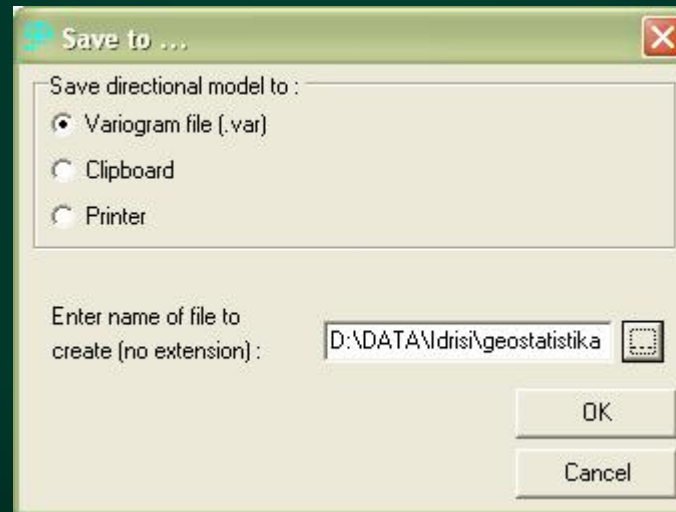 Save to ...
Save directional model to :
Variogram file (.var)
Clipboard
Printer
Enter name of file to
create (no extension) :
D:\DATA\Idrisi\geostatistika
...
OK
Cancel